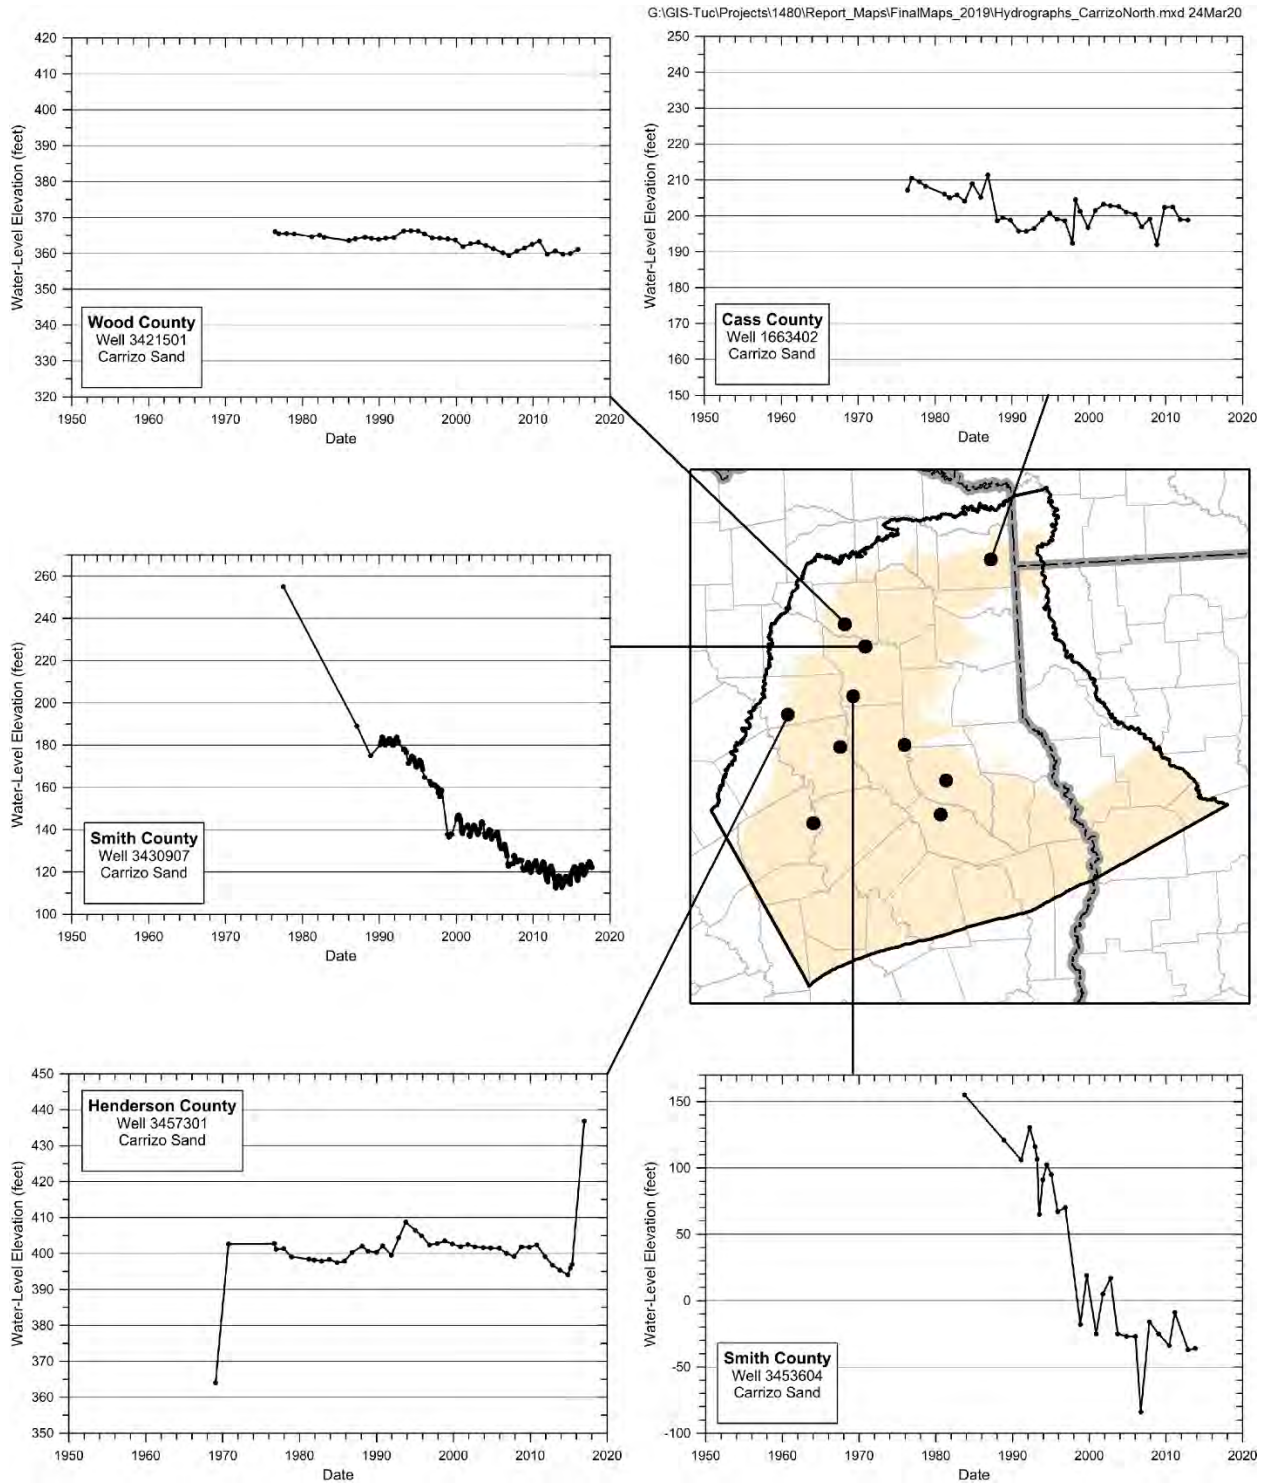 G:\GIS-Tuc\Projects\1480\Report_Maps\FinalMaps_2019\Hydrographs_CarrizoNorth.mxd 24Mar20
Water-Level Elevation (feet)
420
410
400
390
380
370
360
350
340
330
320
Wood County
Well 3421501
Carrizo Sand
1950 1960 1970 1980 1990 2000 2010 2020
Date
Water-Level Elevation (feet)
250
240
230
220
210
200
190
180
170
160
150
Cass County
Well 1663402
Carrizo Sand
1950 1960 1970 1980 1990 2000 2010 2020
Date
Water-Level Elevation (feet)
260
240
220
200
180
160
140
120
100
Smith County
Well 3430907
Carrizo Sand
1950 1960 1970 1980 1990 2000 2010 2020
Date
Water-Level Elevation (feet)
450
440
430
420
410
400
390
380
370
360
350
Henderson County
Well 3457301
Carrizo Sand
1950 1960 1970 1980 1990 2000 2010 2020
Date
Water-Level Elevation (feet)
150
100
50
0
-50
-100
Smith County
Well 3453604
Carrizo Sand
1950 1960 1970 1980 1990 2000 2010 2020
Date